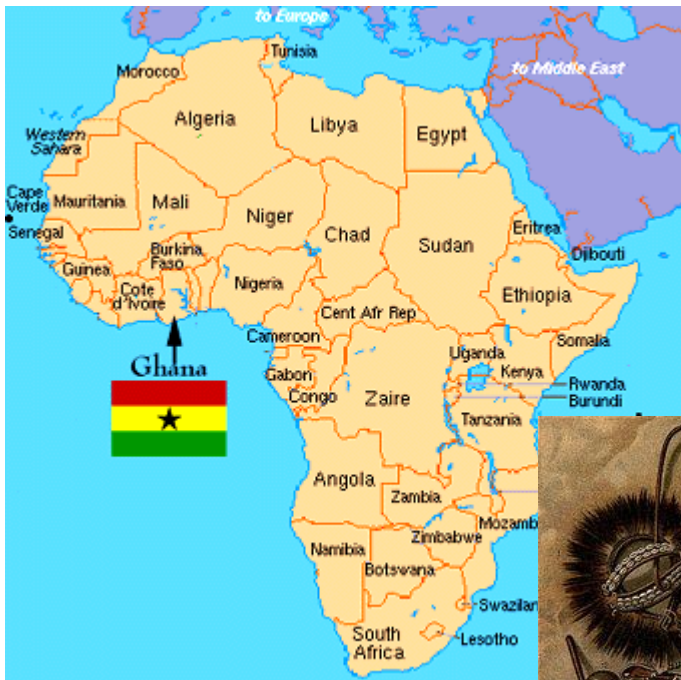 to Europe
Tunisia
Morocco
to Middle East
Algeria
Libya
Egypt
Western
Sahara
Cape
Verde
Mauritania
Mali
Niger
Chad
Sudan
Eritrea
Senegal
Djibouti
Burkina
Faso
Guinea
Nigeria
Cote
d'Ivoire
Ethiopia
Cent Afr Rep
Cameroon
Somalia
Uganda
Ghana
Kenya
Gabon
Rwanda
Congo
Zaire
Burundi
Tanzania
Angola
Zambia
Mozamb
Zimbabwe
Namibia
Botswana
Swazilan
South
Africa
Lesotho